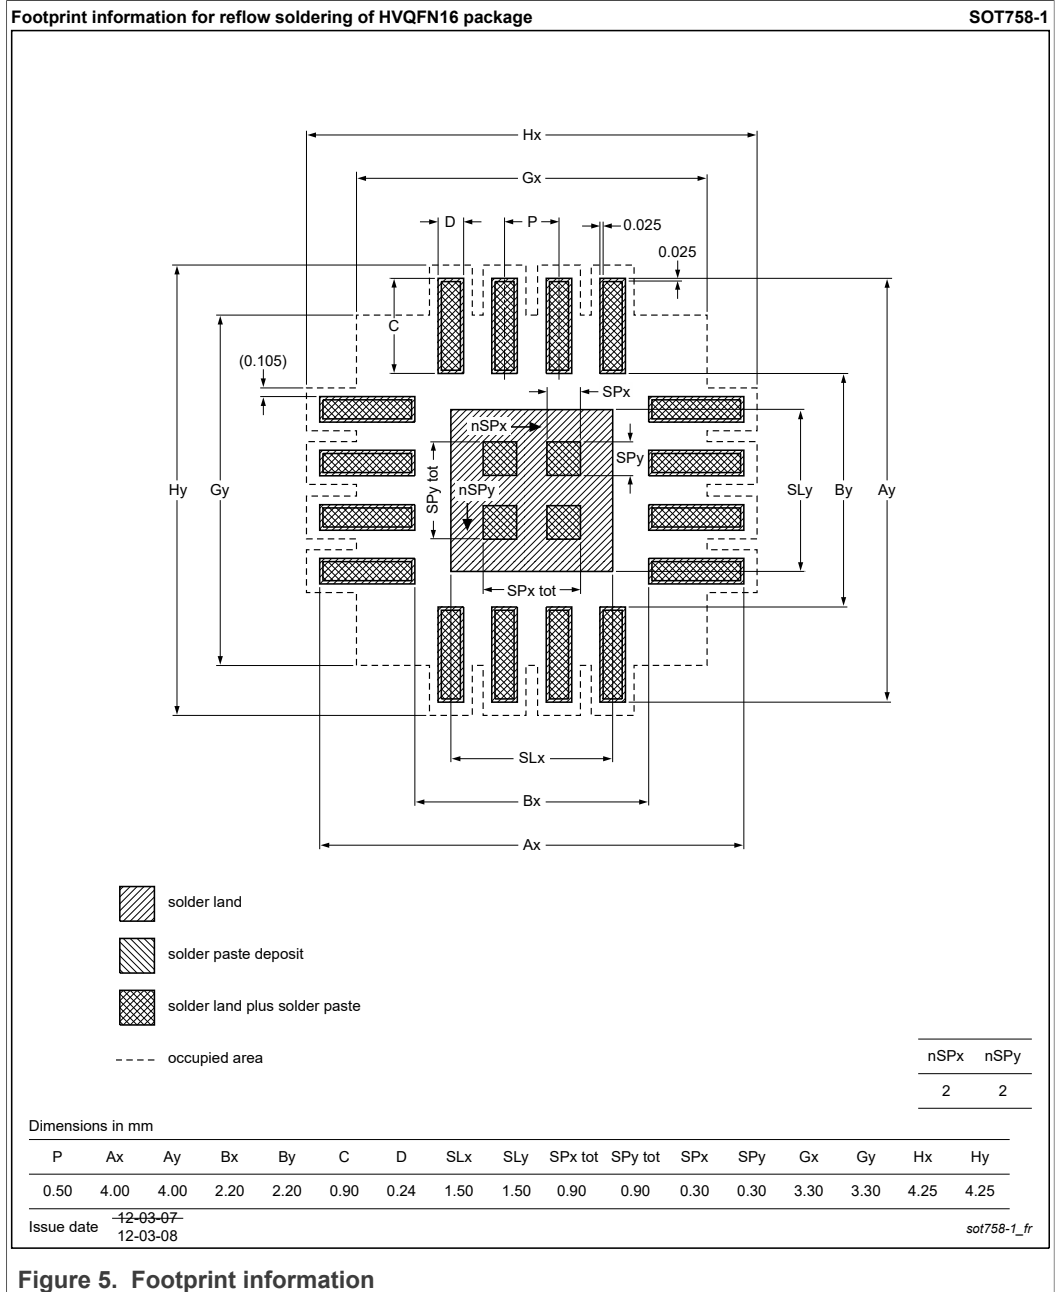 Footprint information for reflow soldering of HVQFN16 package SOT758-1
Hx
Gx
D P 0.025
0.025
C
(0.105)
SPx
nSPx
SPy
SPy tot
nSPy
Hy Gy SLy By Ay
SPx tot
SLx
Bx
Ax
solder land
solder paste deposit
solder land plus solder paste
occupied area
nSPx nSPy
2 2
Dimensions in mm
P Ax Ay Bx By C D SLx SLy SPx tot SPy tot SPx SPy Gx Gy Hx Hy
0.50 4.00 4.00 2.20 2.20 0.90 0.24 1.50 1.50 0.90 0.90 0.30 0.30 3.30 3.30 4.25 4.25
Issue date 12-03-07
12-03-08
sot758-1_fr
Figure 5. Footprint information